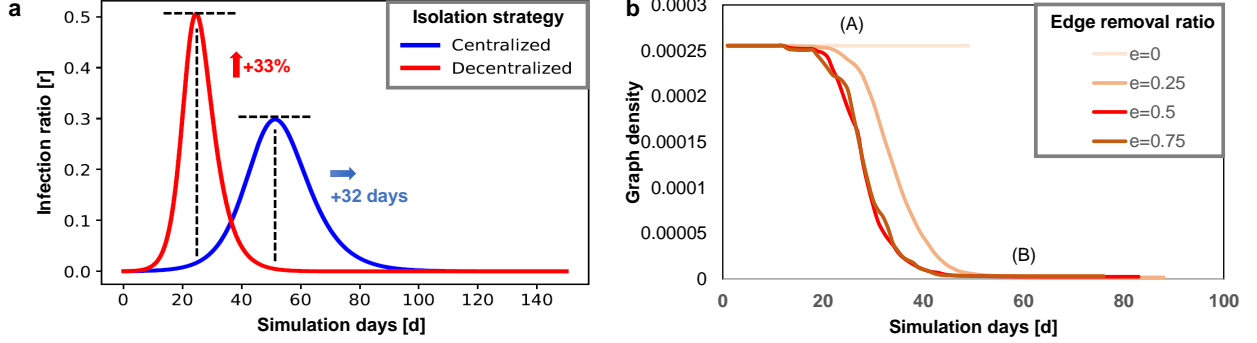 a
Infection ratio [r]
0.5
0.4
0.3
0.2
0.1
0.0
0
20
40
60
80
100
120
140
Simulation days [d]
+33%
+32 days
Isolation strategy
Centralized
Decentralized
b
Graph density
0.0003
0.00025
0.0002
0.00015
0.0001
0.00005
0
0
20
40
60
80
100
Simulation days [d]
(A)
(B)
Edge removal ratio
e=0
e=0.25
e=0.5
e=0.75